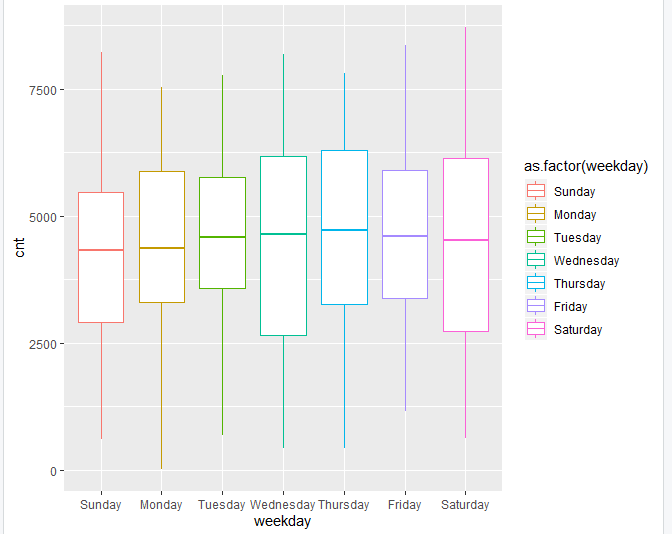 7500
5000
2500
0
cnt
Sunday Monday Tuesday Wednesday Thursday Friday Saturday
weekday
as.factor(weekday)
Sunday
Monday
Tuesday
Wednesday
Thursday
Friday
Saturday